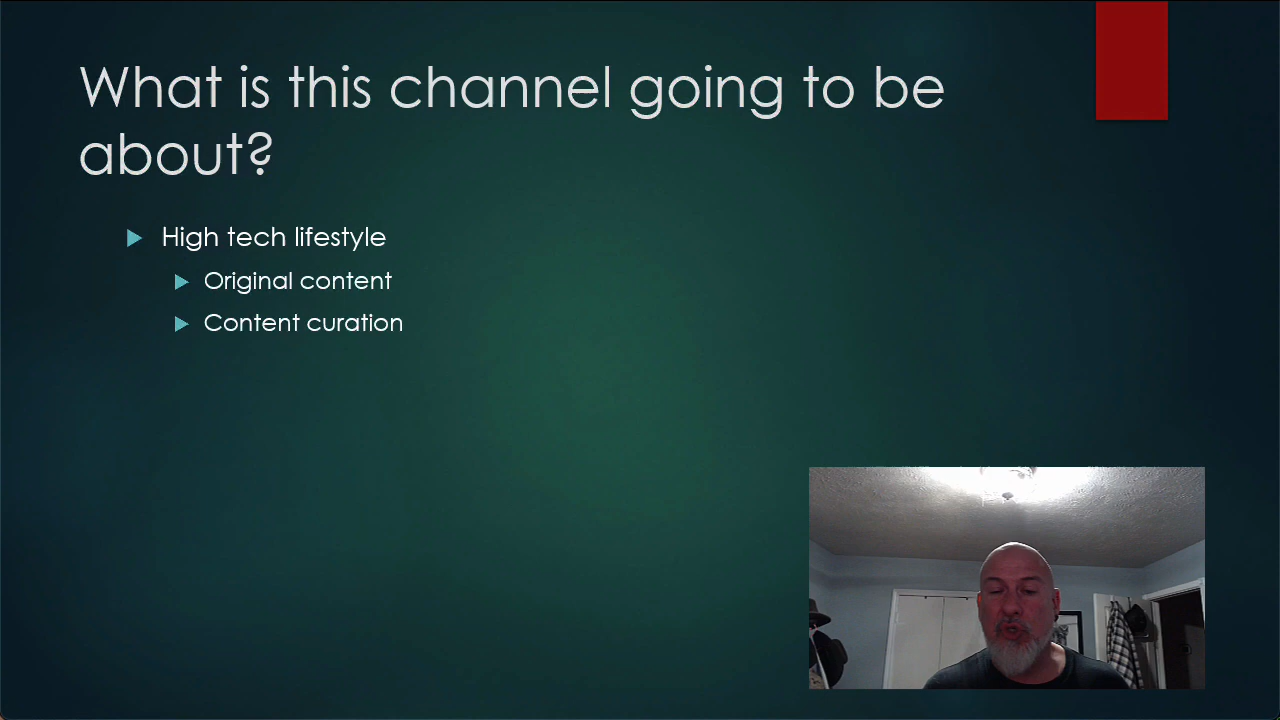 What is this channel going to be
about?
High tech lifestyle
Original content
Content curation